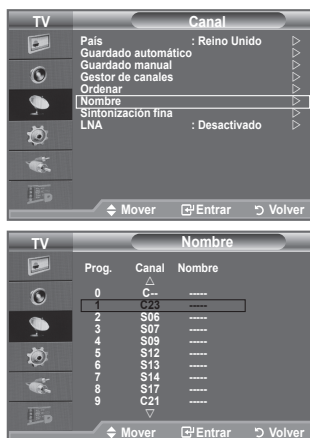 TV Canal
País : Reino Unido
Guardado automático
Guardado manual
Gestor de canales
Ordenar
Nombre
Sintonización fina
LNA : Desactivado
Mover Entrar Volver
TV Nombre
Prog. Canal Nombre
0 C-- -----
1 C23 -----
2 S06 -----
3 S07 -----
4 S09 -----
5 S12 -----
6 S13 -----
7 S14 -----
8 S17 -----
9 C21 -----
Mover Entrar Volver